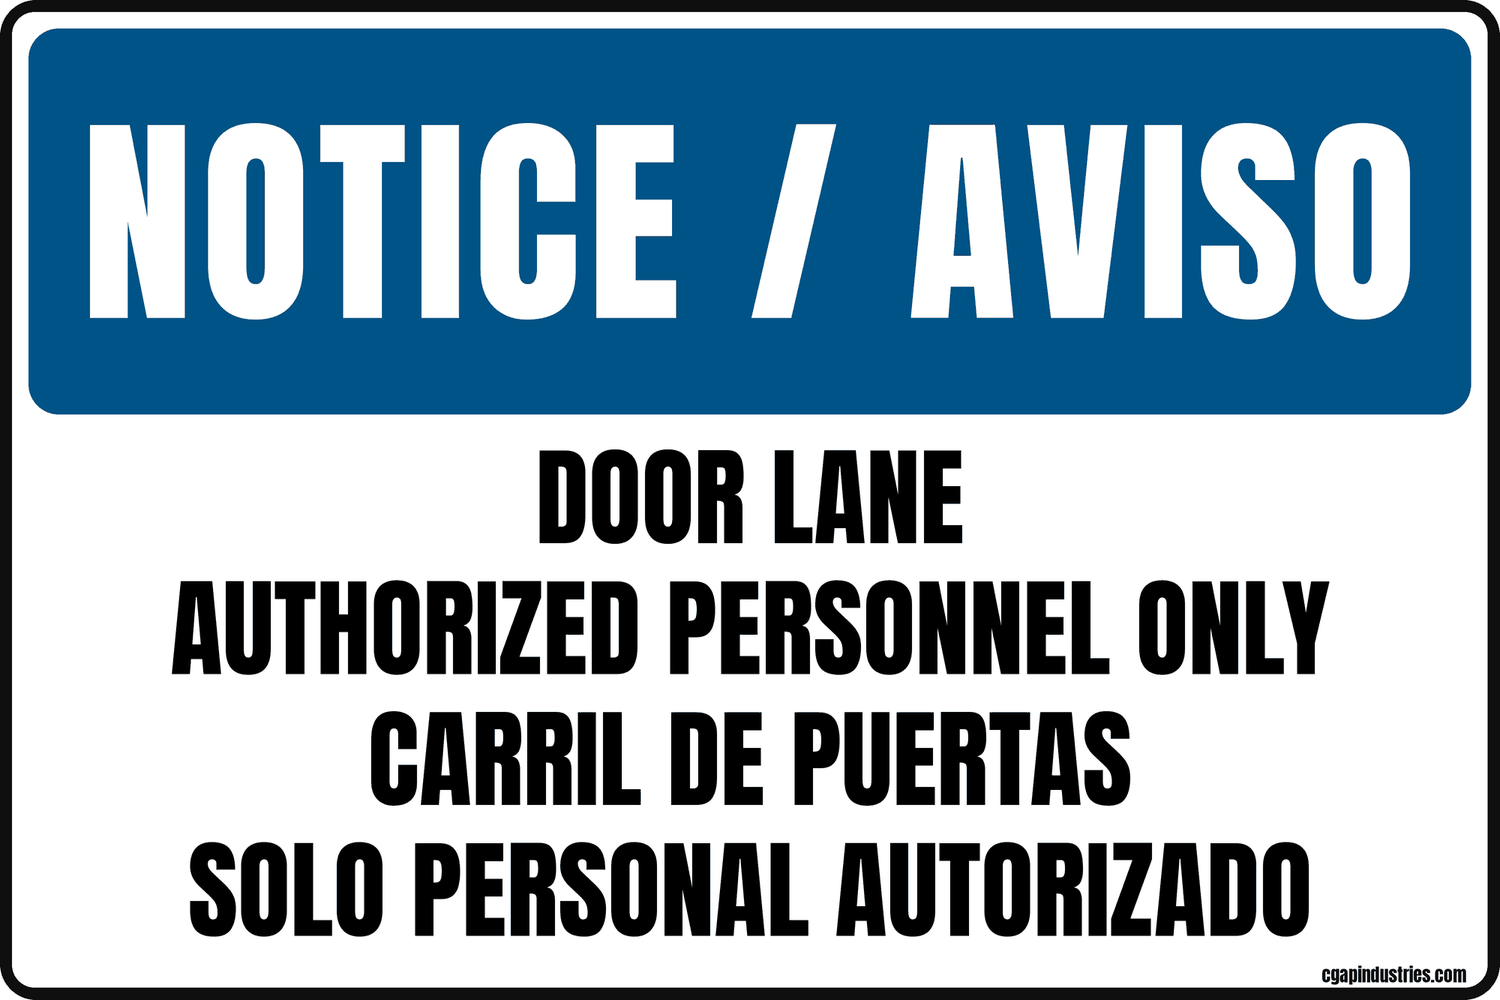 NOTICE / AVISO
DOOR LANE
AUTHORIZED PERSONNEL ONLY
CARRIL DE PUERTAS
SOLO PERSONAL AUTORIZADO
cgapindustries.com